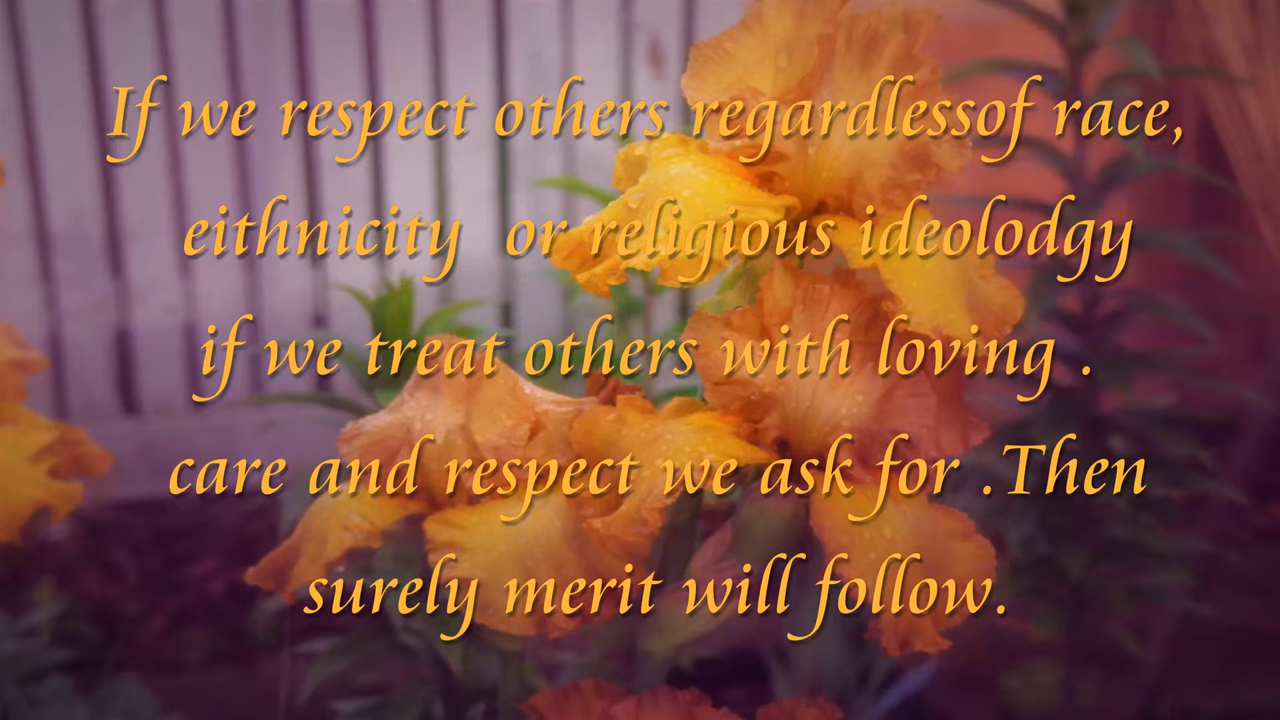 If we respect others regardlessof race,
eithnicity  or religious ideolodgy
if we treat others with loving .
care and respect we ask for .Then
surely merit will follow.